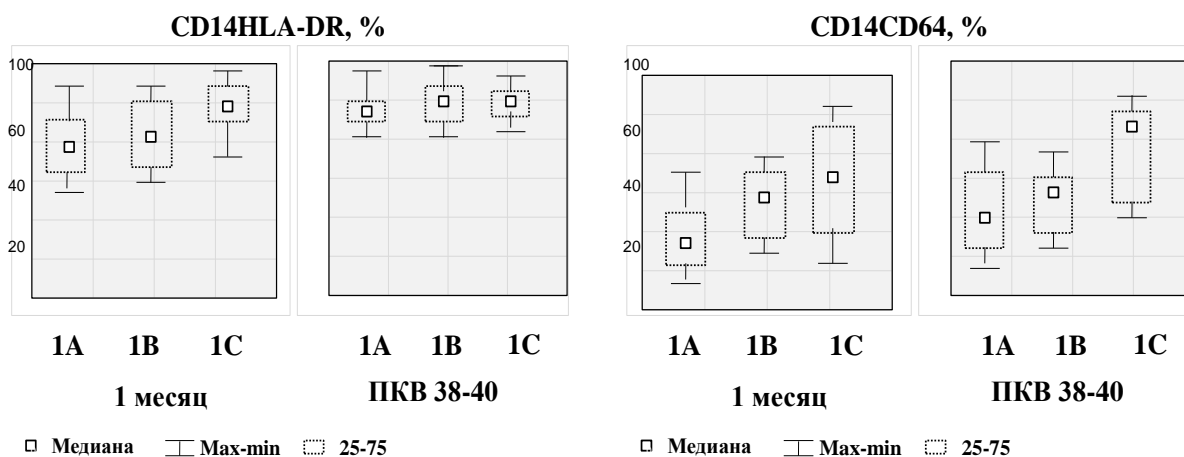 CD14HLA-DR, %
CD14CD64, %
100
60
40
20
100
60
40
20
1A 1B 1C
1A 1B 1C
1A 1B 1C
1A 1B 1C
1 месяц
ПКВ 38-40
1 месяц
ПКВ 38-40
Медиана Max-min 25-75
Медиана Max-min 25-75